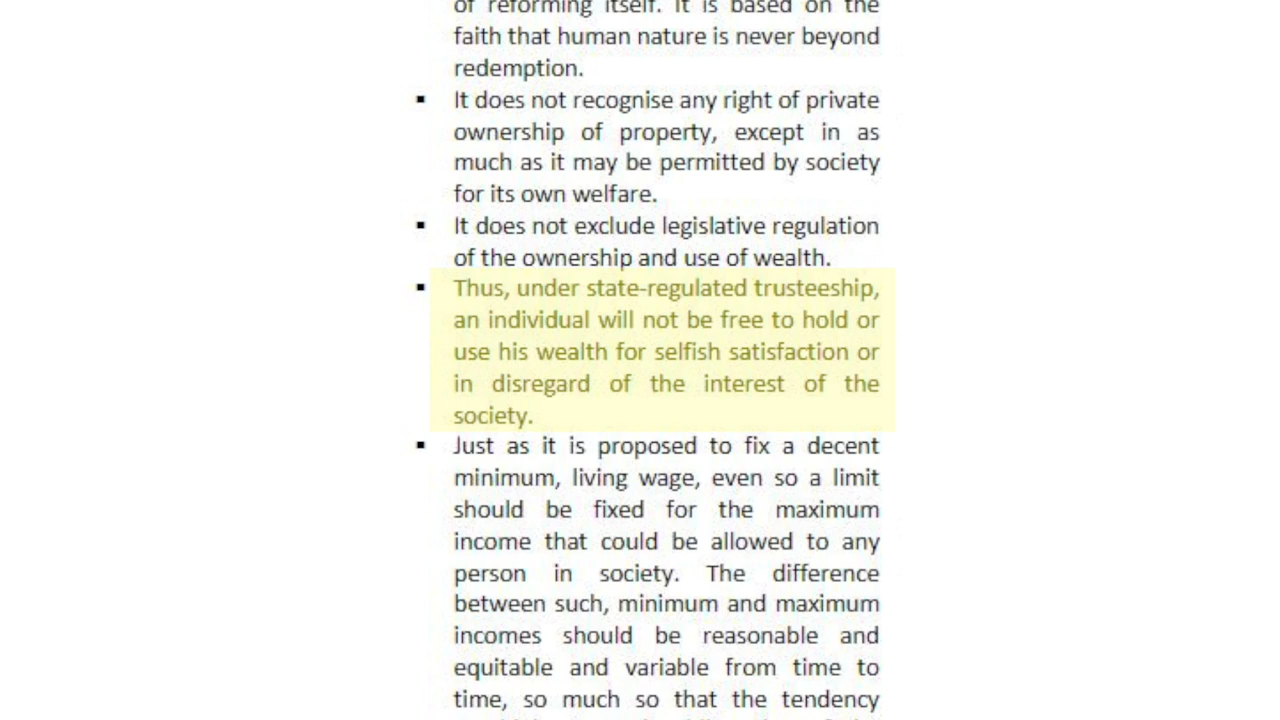 of reforming itself. It is based on the
faith that human nature is never beyond
redemption.
▪ It does not recognise any right of private
ownership of property, except in as
much as it may be permitted by society
for its own welfare.
▪ It does not exclude legislative regulation
of the ownership and use of wealth.
▪ Thus, under state-regulated trusteeship,
an individual will not be free to hold or
use his wealth for selfish satisfaction or
in disregard of the interest of the
society.
▪ Just as it is proposed to fix a decent
minimum, living wage, even so a limit
should be fixed for the maximum
income that could be allowed to any
person in society. The difference
between such, minimum and maximum
incomes should be reasonable and
equitable and variable from time to
time, so much so that the tendency